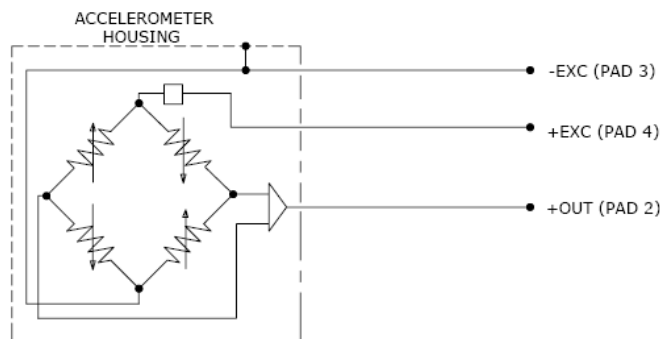 ACCELEROMETER
HOUSING
-EXC (PAD 3)
+EXC (PAD 4)
+OUT (PAD 2)